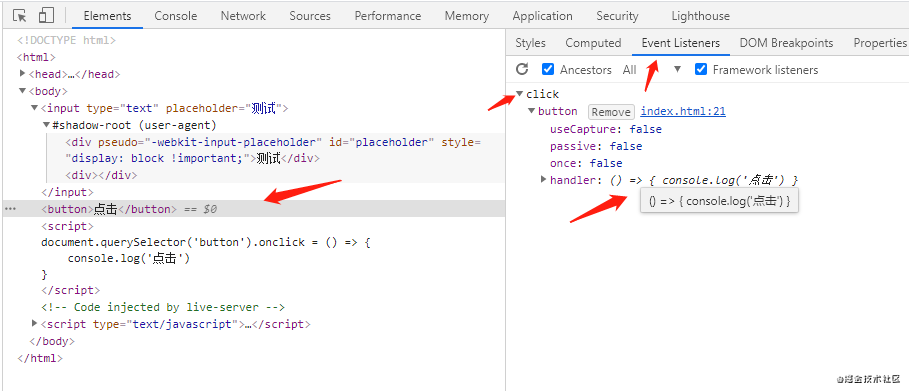 Elements Console Network Sources Performance Memory Application Security Lighthouse
<!DOCTYPE html>
<html>
<head>…</head>
<body>
<input type="text" placeholder="测试">
#shadow-root (user-agent)
<div pseudo="-webkit-input-placeholder" id="placeholder" style=
"display: block !important;">测试</div>
<div></div>
</input>
<button>点击</button> == $0
<script>
document.querySelector('button').onclick = () => {
console.log('点击')
}
</script>
<!-- Code injected by live-server -->
<script type="text/javascript">…</script>
</body>
</html>
Styles Computed Event Listeners DOM Breakpoints Properties
Ancestors All Framework listeners
click
button Remove index.html:21
useCapture: false
passive: false
once: false
handler: () => { console.log('点击') }
() => { console.log('点击') }
@掘金技术社区